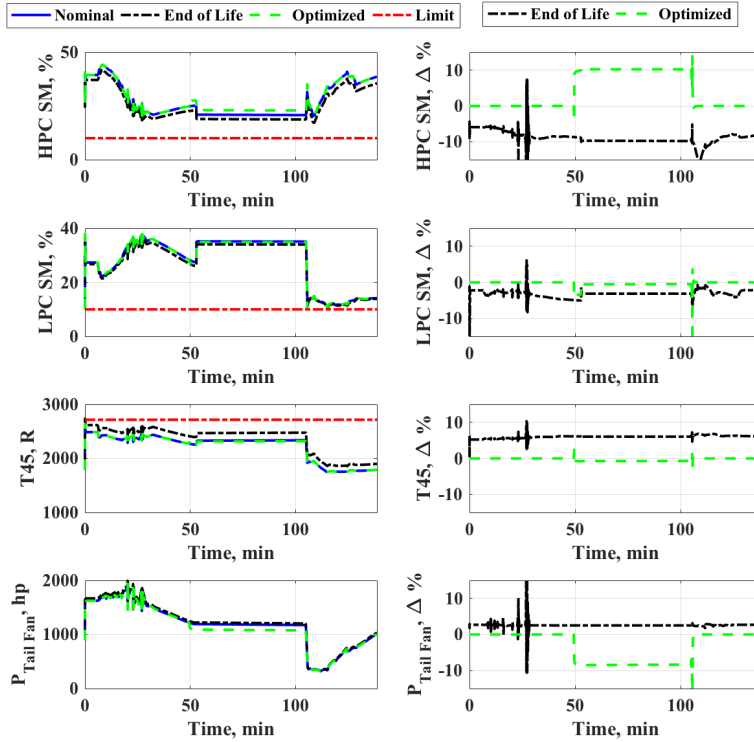 Nominal End of Life Optimized Limit
End of Life Optimized
50
0
HPC SM, %
0 50 100
Time, min
10
0
-10
HPC SM, Δ %
0 50 100
Time, min
40
20
0
LPC SM, %
0 50 100
Time, min
10
0
-10
LPC SM, Δ %
0 50 100
Time, min
3000
2000
1000
T45, R
0 50 100
Time, min
10
0
-10
T45, Δ %
0 50 100
Time, min
2000
1000
0
P Tail Fan, hp
0 50 100
Time, min
10
0
-10
P Tail Fan, Δ %
0 50 100
Time, min